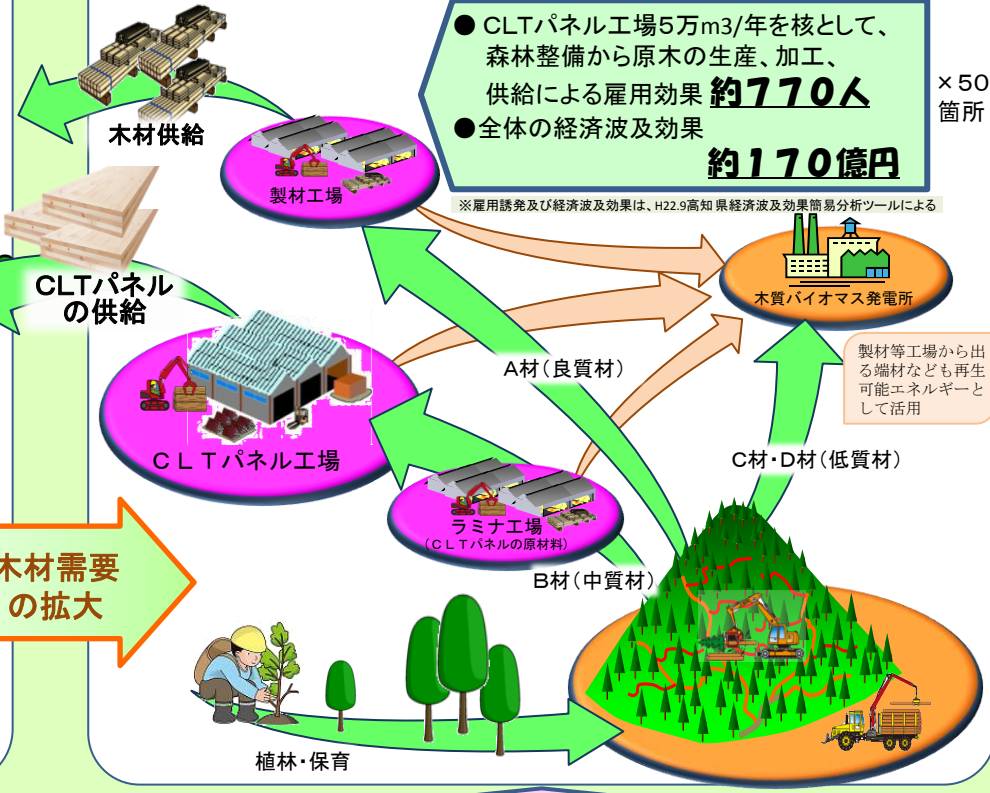 ● CLTパネル工場5万m3/年を核として、
森林整備から原木の生産、加工、
供給による雇用効果 約770人
●全体の経済波及効果
約170億円
×50
箇所
※雇用誘発及び経済波及効果は、H22.9高知県経済波及効果簡易分析ツールによる
木材供給
製材工場
木質バイオマス発電所
CLTパネル
の供給
製材等工場から出
る端材なども再生
可能エネルギーと
して活用
A材(良質材)
CLTパネル工場
C材・D材(低質材)
ラミナ工場
(CLTパネルの原材料)
B材(中質材)
木材需要
の拡大
植林・保育